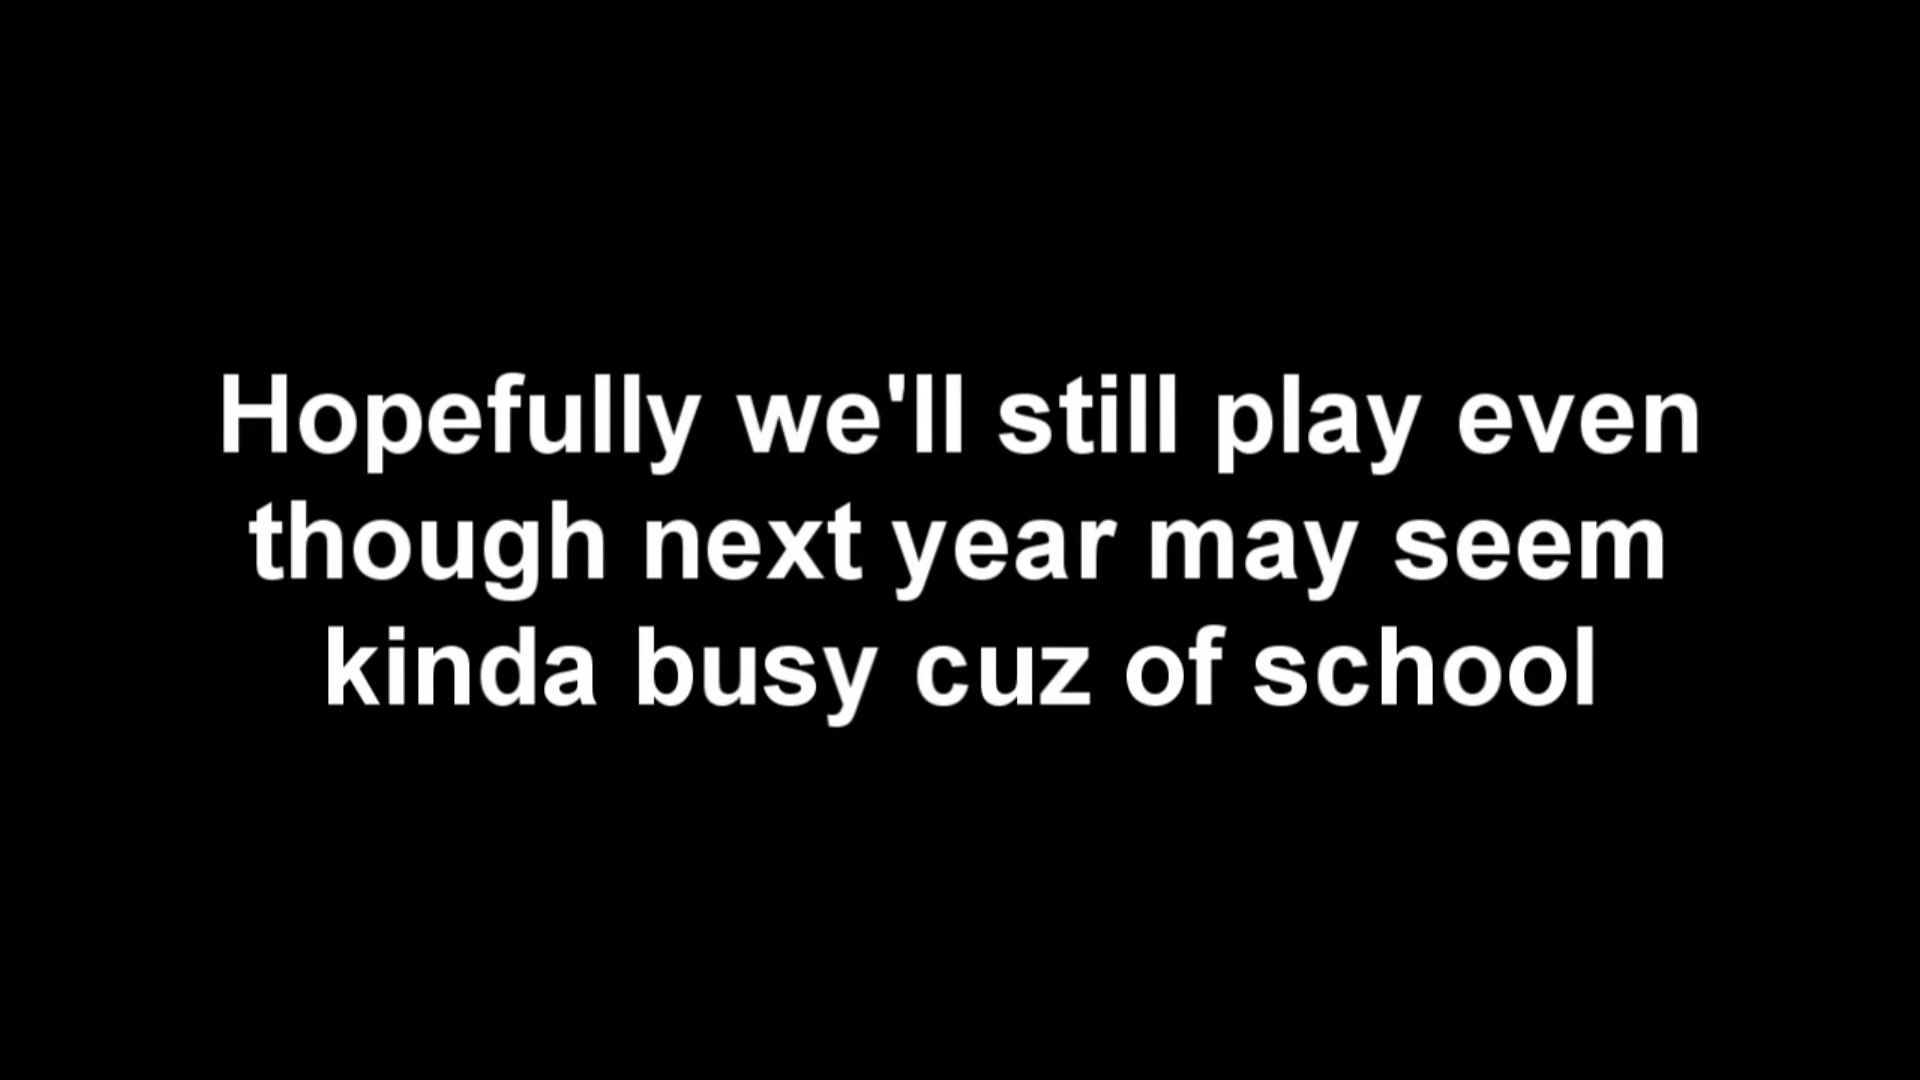 Hopefully we'll still play even
though next year may seem
kinda busy cuz of school